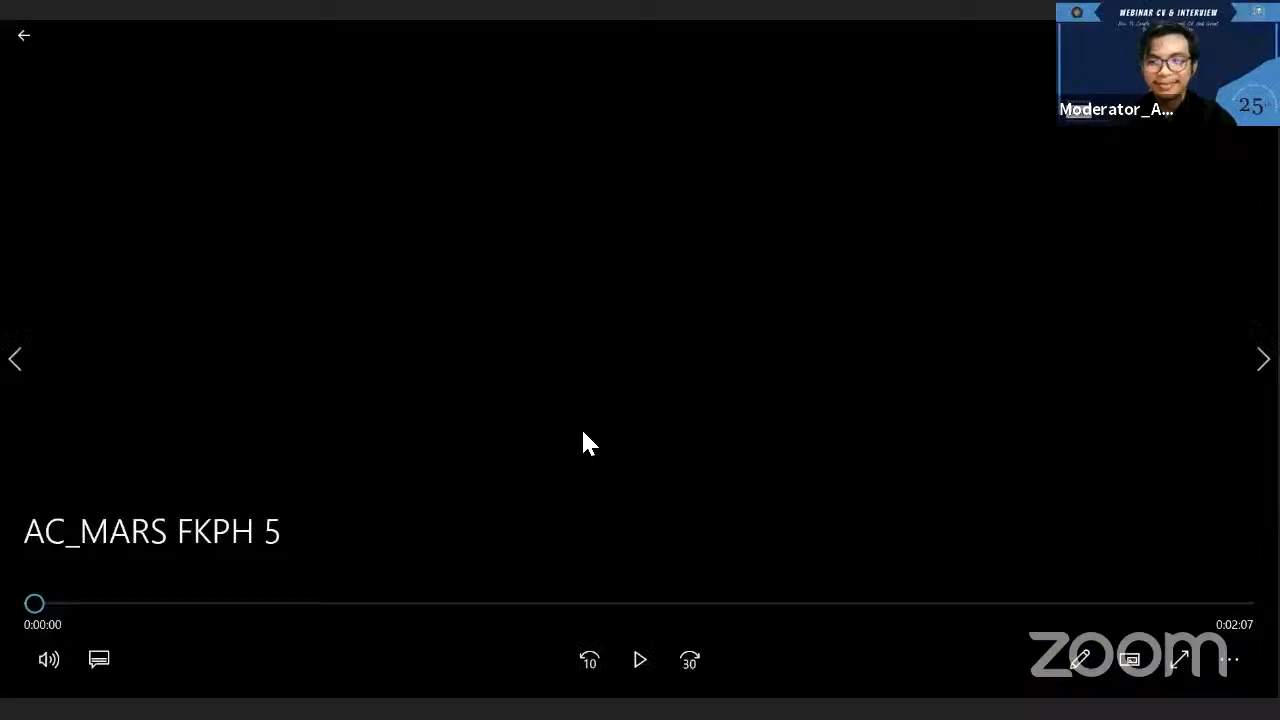 WEBINAR CV & INTERVIEW
Moderator_A...
25
AC_MARS FKPH 5
0:00:00
0:02:07
10
30
zoom